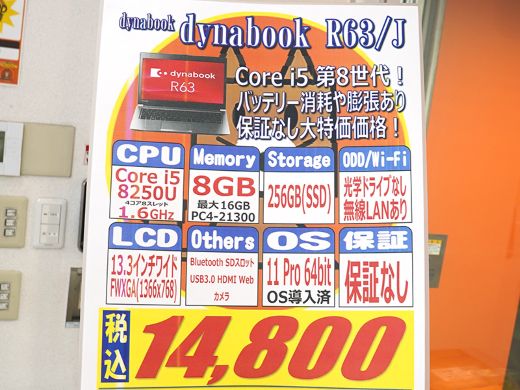 dynabook dynabook R63/J
dynabook
R63
Core i5 第8世代！
バッテリー消耗や膨張あり
保証なし大特価価格！
CPU
Core i5
8250U
4コア8スレッド
1.6GHz
Memory
8GB
最大16GB
PC4-21300
Storage
256GB(SSD)
ODD/Wi-Fi
光学ドライブなし
無線LANあり
LCD
13.3インチワイド
FWXGA(1366x768)
Others
Bluetooth SDスロット
USB3.0 HDMI Web
カメラ
OS
11 Pro 64bit
OS導入済
保証
保証なし
税込
14,800